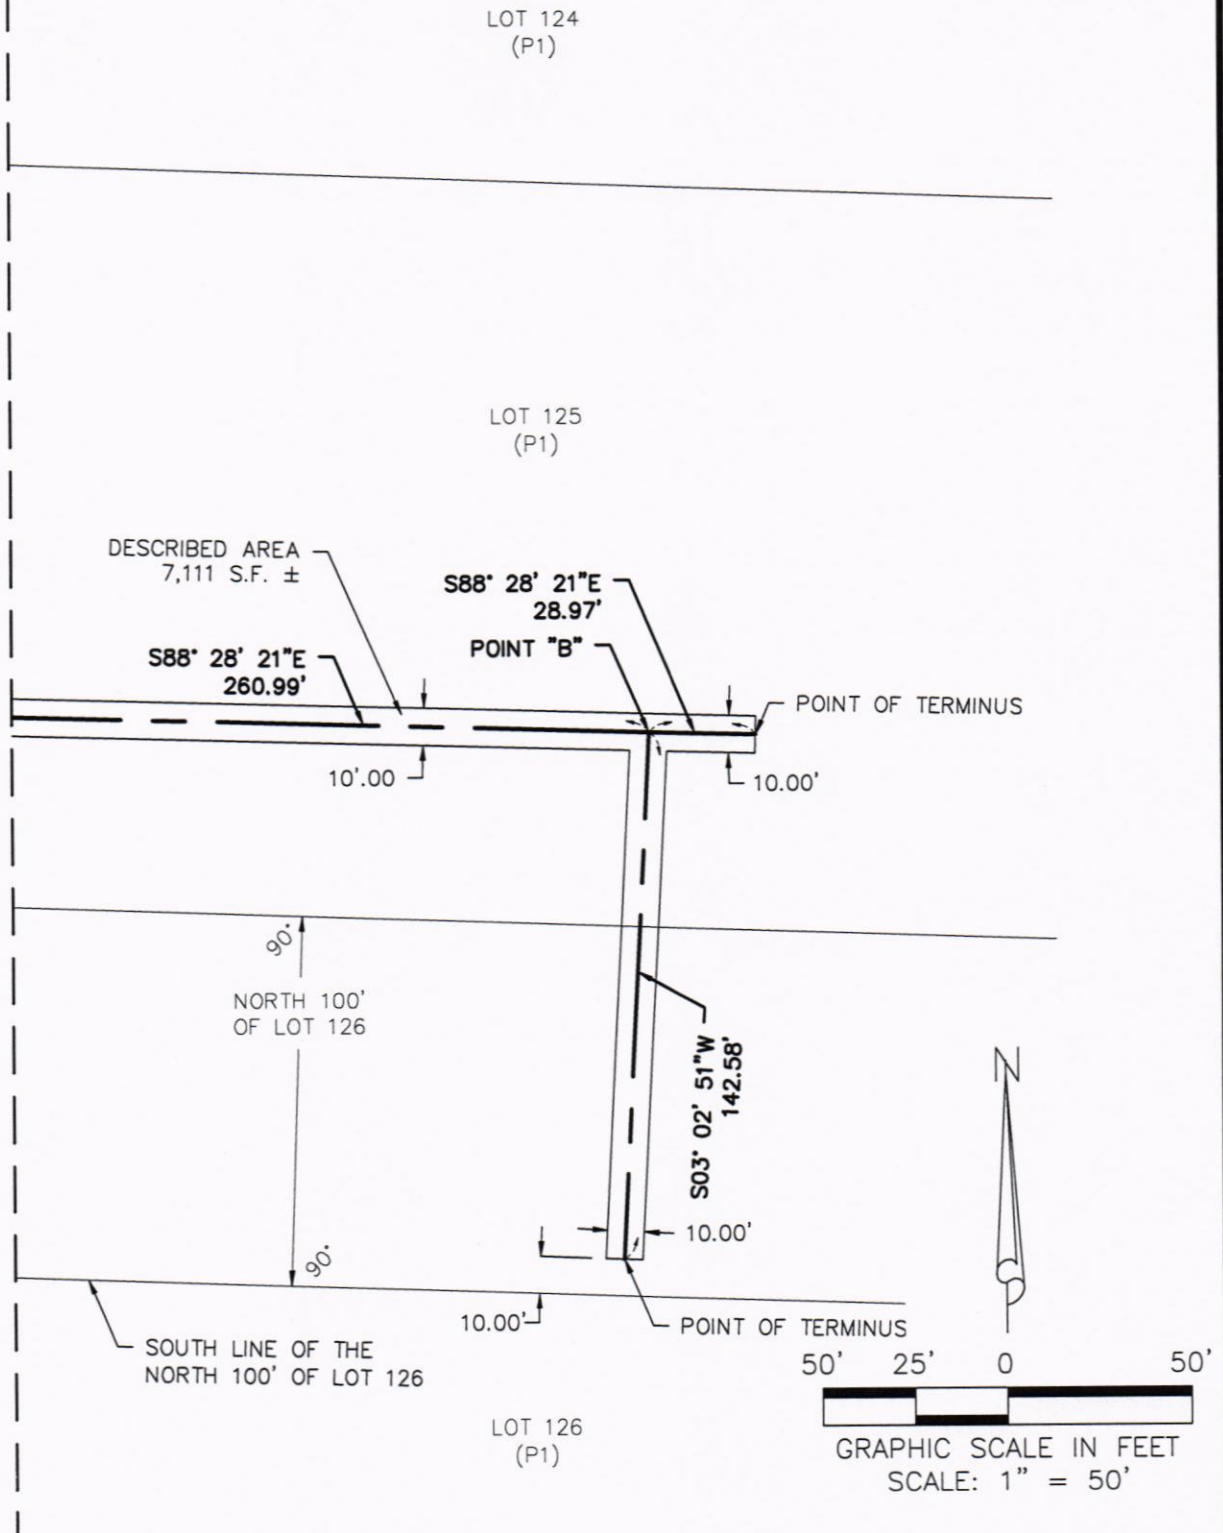 LOT 124
(P1)
LOT 125
(P1)
DESCRIBED AREA
7,111 S.F. ±
S88° 28' 21"E
28.97'
POINT "B"
S88° 28' 21"E
260.99'
POINT OF TERMINUS
10'.00
10.00'
90°
NORTH 100'
OF LOT 126
S03° 02' 51"W
142.58'
N
90°
10.00'
10.00'
POINT OF TERMINUS
SOUTH LINE OF THE
NORTH 100' OF LOT 126
50' 25' 0 50'
GRAPHIC SCALE IN FEET
SCALE: 1" = 50'
LOT 126
(P1)